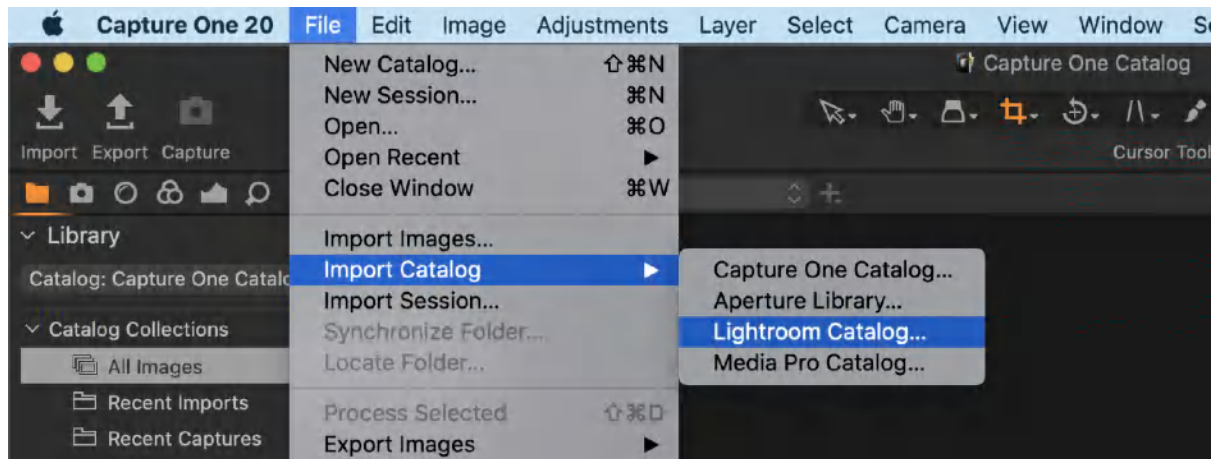 Capture One 20 File Edit Image Adjustments Layer Select Camera View Window
Capture One Catalog
Import Export Capture
Cursor Tool
Library
Catalog: Capture One Catalo
Catalog Collections
All Images
Recent Imports
Recent Captures
New Catalog... ⇧⌘N
New Session... ⌘N
Open... ⌘O
Open Recent ▶
Close Window ⌘W
Import Images...
Import Catalog ▶
Import Session...
Synchronize Folder...
Locate Folder...
Process Selected ⇧⌘D
Export Images ▶
Capture One Catalog...
Aperture Library...
Lightroom Catalog...
Media Pro Catalog...